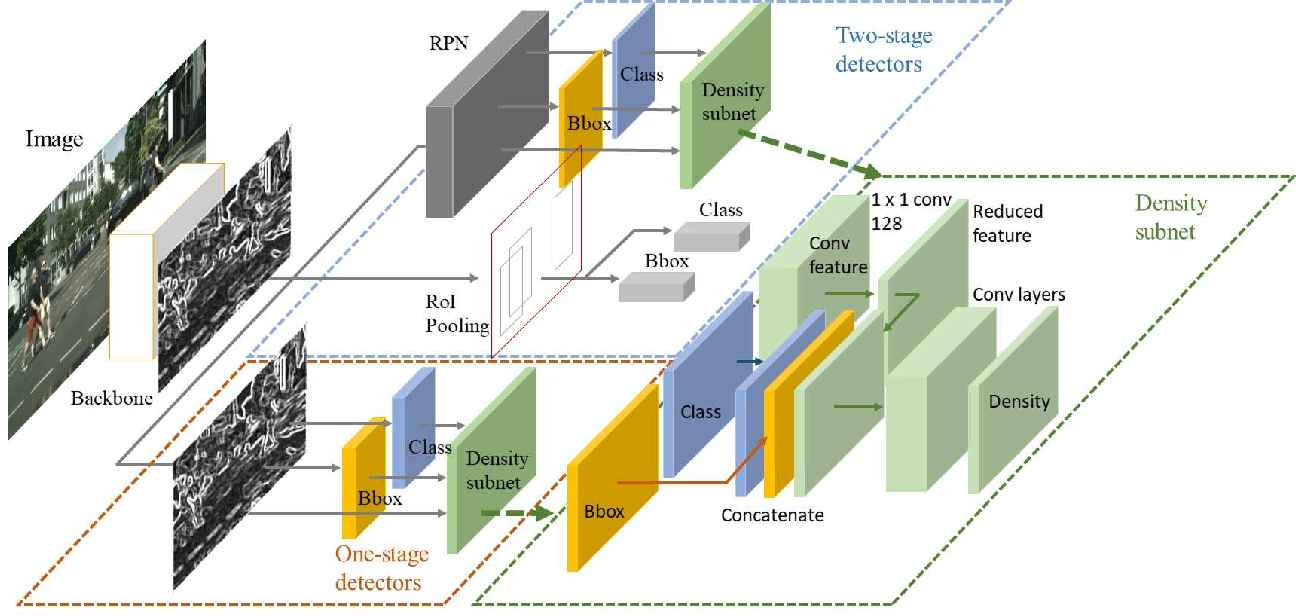 Image
Backbone
RPN
Class
Bbox
Density
subnet
Two-stage
detectors
RoI
Pooling
Class
Bbox
Class
Bbox
Density
subnet
One-stage
detectors
Density
subnet
1 x 1 conv
128
Reduced
feature
Conv
feature
Conv layers
Class
Bbox
Concatenate
Density